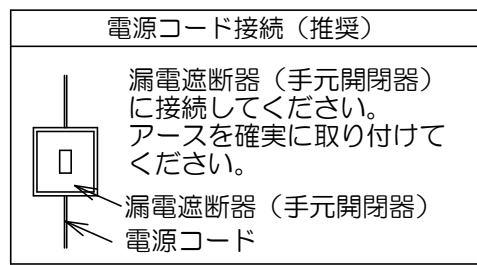 電源コード接続（推奨）
漏電遮断器（手元開閉器）
に接続してください。
アースを確実に取り付けて
ください。
漏電遮断器（手元開閉器）
電源コード